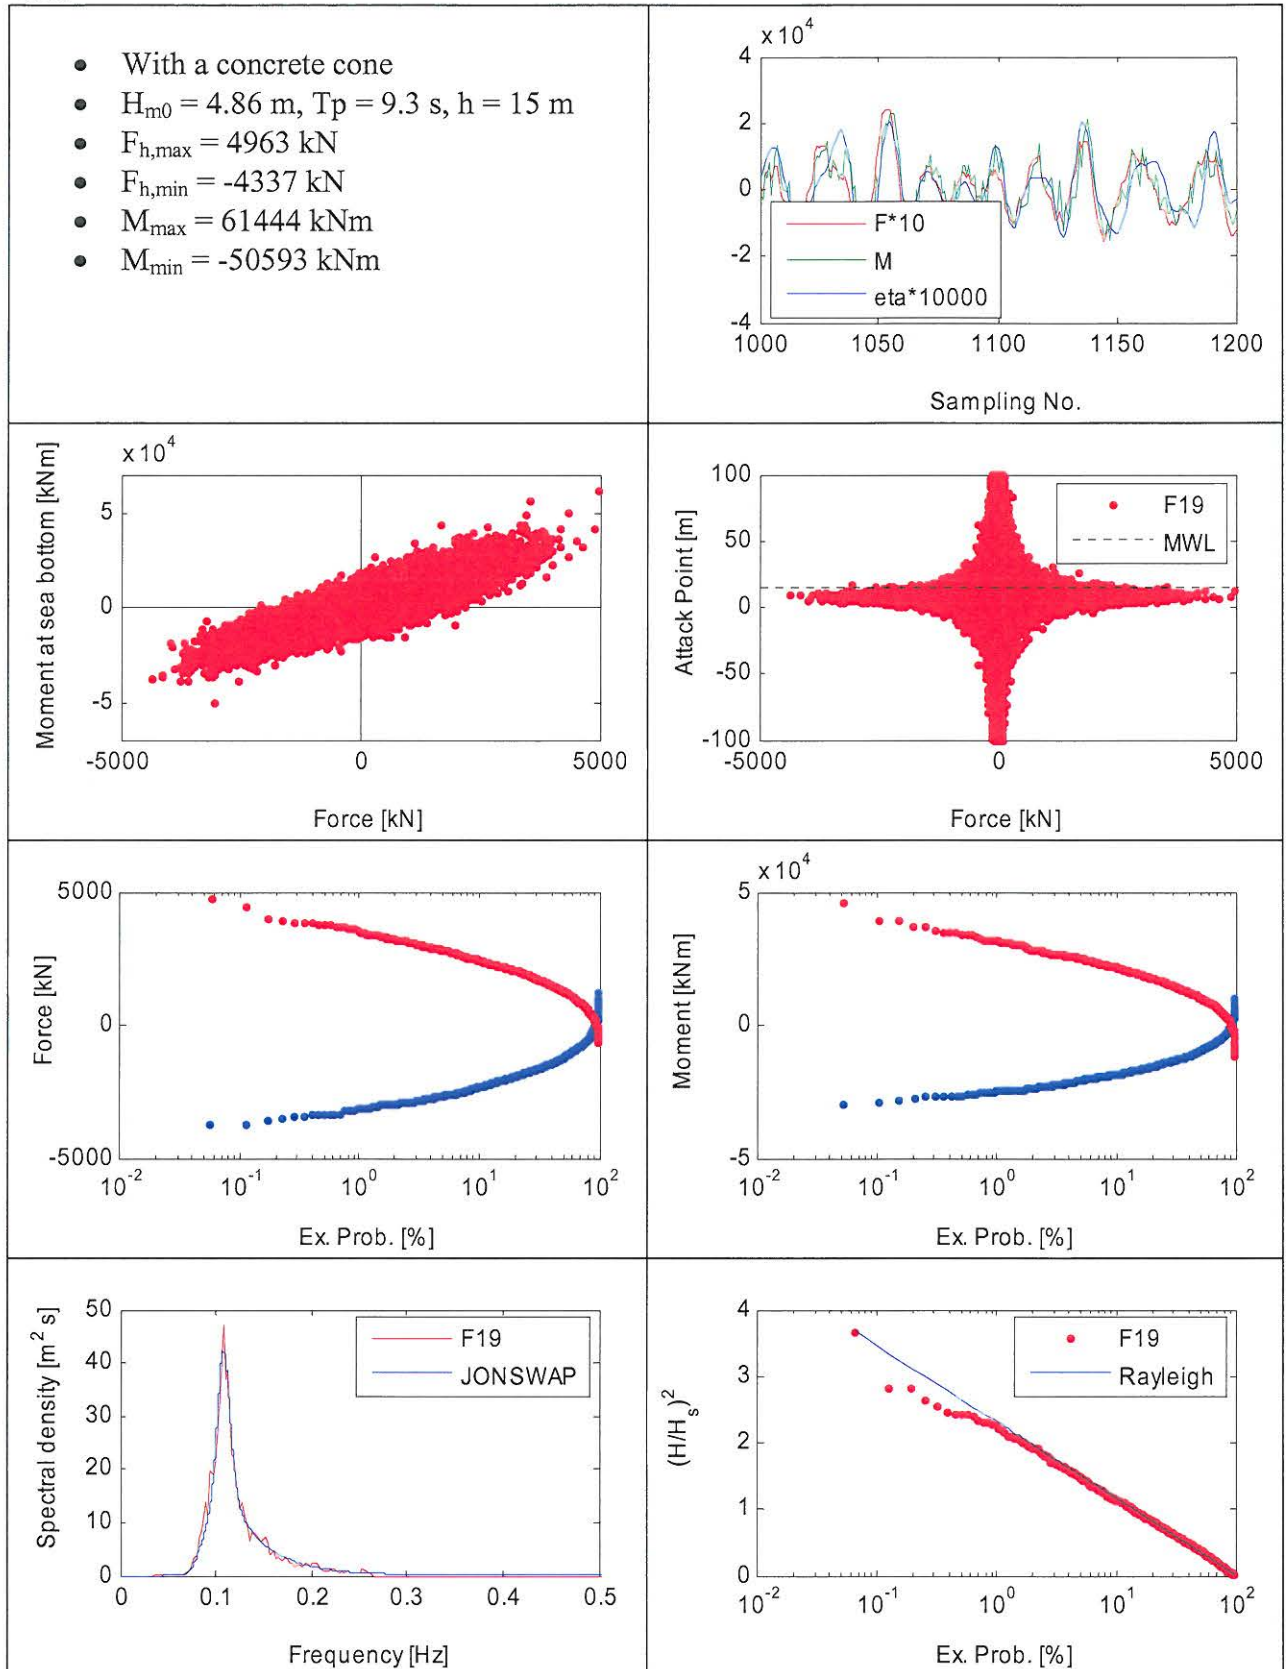 • With a concrete cone
• Hm0 = 4.86 m, Tp = 9.3 s, h = 15 m
• Fh,max = 4963 kN
• Fh,min = -4337 kN
• Mmax = 61444 kNm
• Mmin = -50593 kNm
x 10^4
4
2
0
-2
-4
F*10
M
eta*10000
1000 1050 1100 1150 1200
Sampling No.
x 10^4
Moment at sea bottom [kNm]
5
0
-5
-5000 0 5000
Force [kN]
Attack Point [m]
100
50
0
-50
-100
F19
MWL
-5000 0 5000
Force [kN]
Force [kN]
5000
0
-5000
10^-2 10^-1 10^0 10^1 10^2
Ex. Prob. [%]
x 10^4
Moment [kNm]
5
0
-5
10^-2 10^-1 10^0 10^1 10^2
Ex. Prob. [%]
Spectral density [m^2 s]
50
40
30
20
10
0
F19
JONSWAP
0 0.1 0.2 0.3 0.4 0.5
Frequency [Hz]
(H/Hs)^2
4
3
2
1
0
F19
Rayleigh
10^-2 10^-1 10^0 10^1 10^2
Ex. Prob. [%]